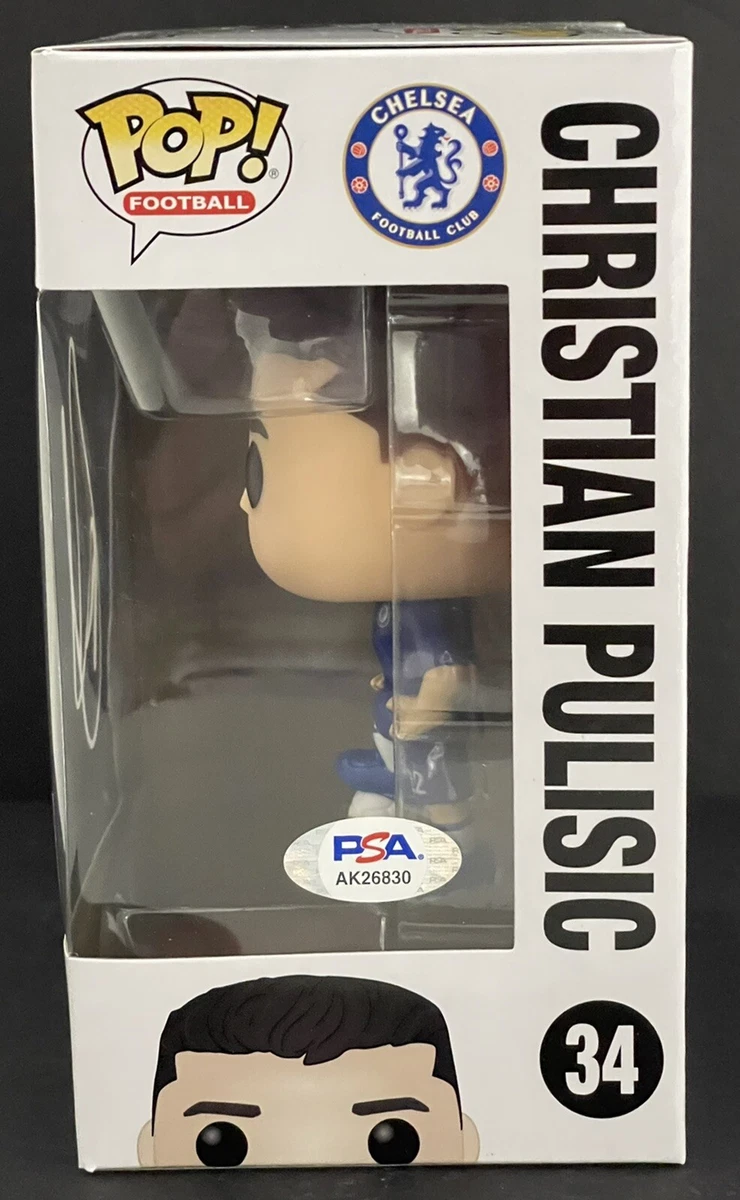 POP!
®
FOOTBALL
CHELSEA
FOOTBALL CLUB
CHRISTIAN PULISIC
34
PSA®
AK26830